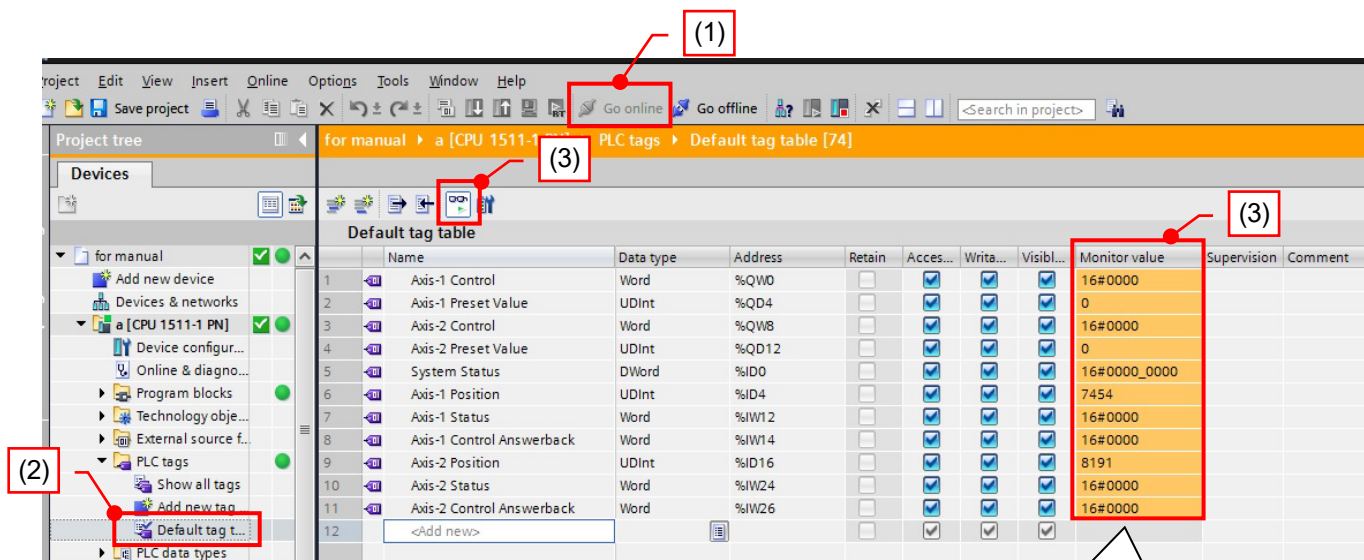 (1)
roject Edit View Insert Online Options Tools Window Help
Save project Go online Go offline <Search in project>
Project tree for manual a [CPU 1511-1 PLC tags Default tag table [74]
(3)
Devices
(3)
Default tag table
Name Data type Address Retain Acces... Writa... Visibl... Monitor value Supervision Comment
for manual
Add new device
Devices & networks
a [CPU 1511-1 PN]
Device configur...
Online & diagno...
Program blocks
Technology obje...
External source f...
PLC tags
Show all tags
Add new tag
Default tag t...
PLC data types
(2)
1 Axis-1 Control Word %QW0 16#0000
2 Axis-1 Preset Value UDInt %QD4 0
3 Axis-2 Control Word %QW8 16#0000
4 Axis-2 Preset Value UDInt %QD12 0
5 System Status DWord %ID0 16#0000_0000
6 Axis-1 Position UDInt %ID4 7454
7 Axis-1 Status Word %IW12 16#0000
8 Axis-1 Control Answerback Word %IW14 16#0000
9 Axis-2 Position UDInt %ID16 8191
10 Axis-2 Status Word %IW24 16#0000
11 Axis-2 Control Answerback Word %IW26 16#0000
12 <Add new>